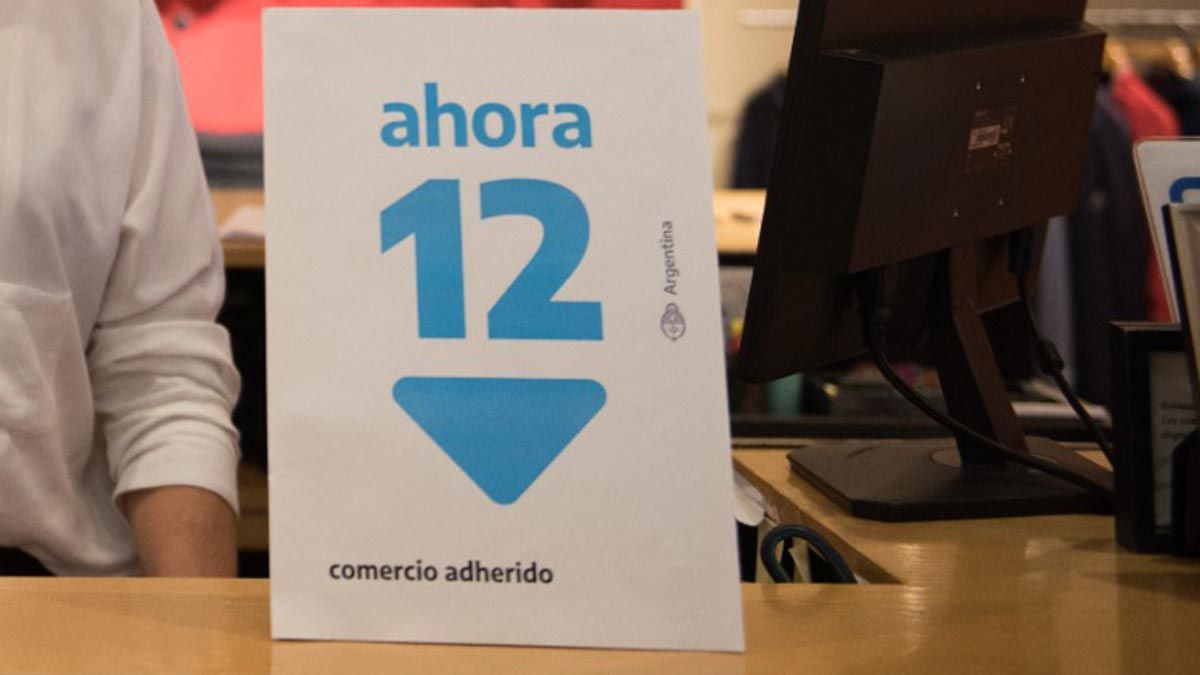 ahora
12
Argentina
comercio adherido